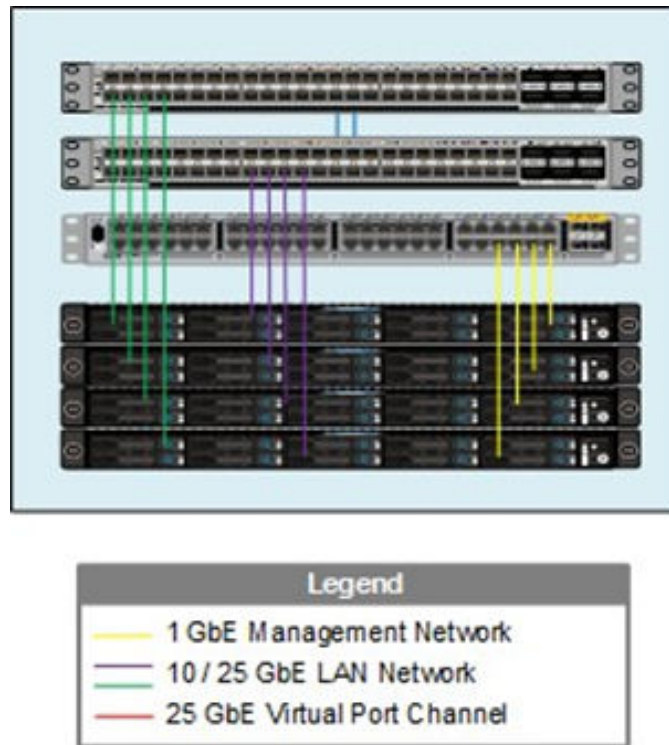 Legend
1 GbE Management Network
10 / 25 GbE LAN Network
25 GbE Virtual Port Channel